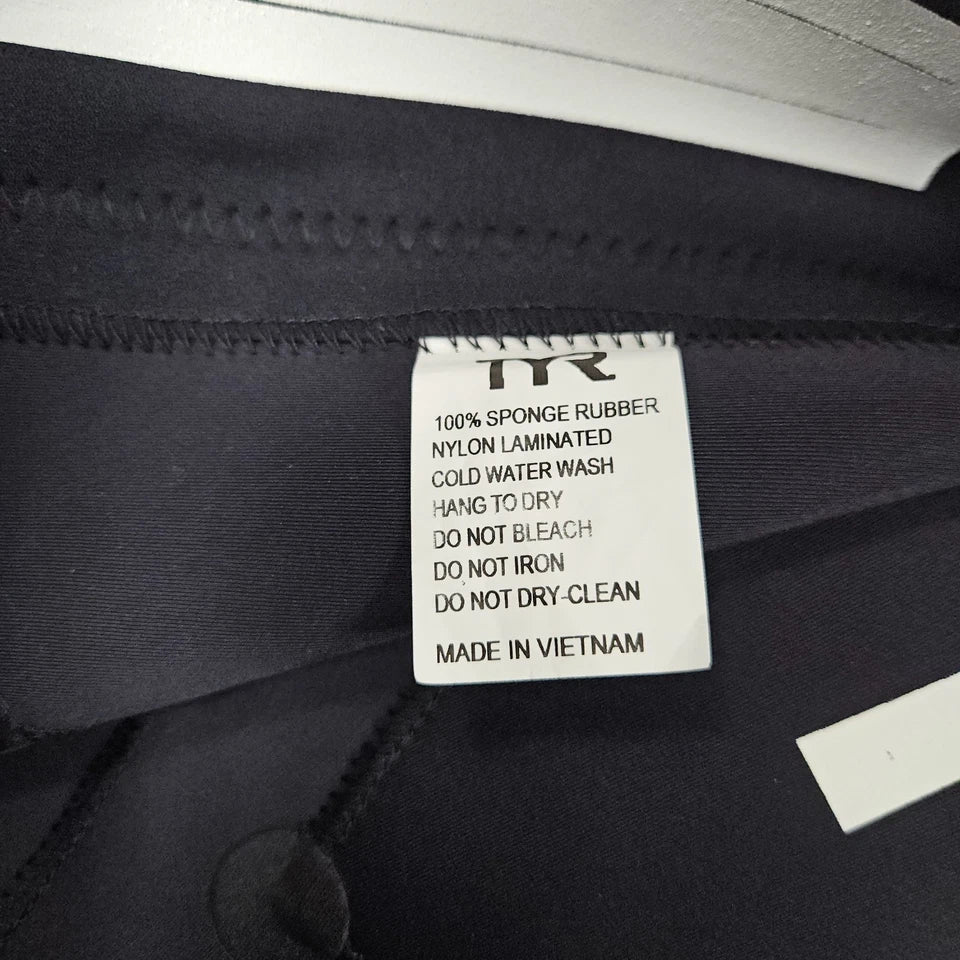 TYR
100% SPONGE RUBBER
NYLON LAMINATED
COLD WATER WASH
HANG TO DRY
DO NOT BLEACH
DO NOT IRON
DO NOT DRY-CLEAN
MADE IN VIETNAM